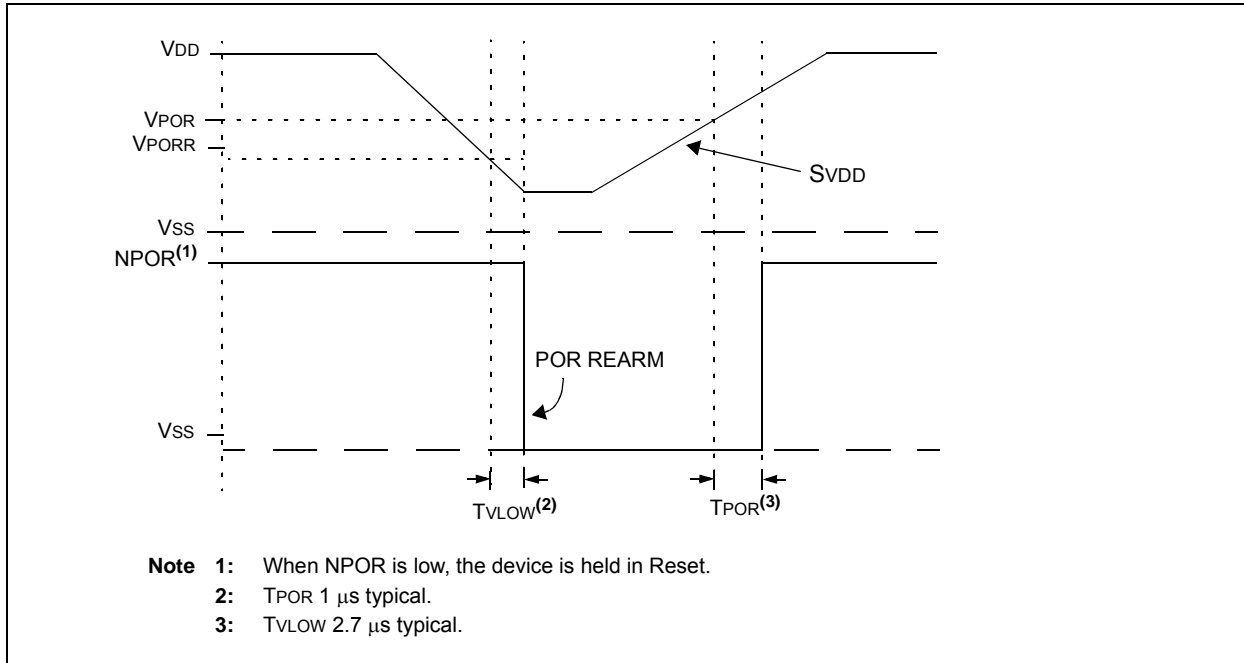 VDD
VPOR
VPORR
SVDD
VSS
NPOR(1)
POR REARM
VSS
TVLOW(2)
TPOR(3)
Note 1: When NPOR is low, the device is held in Reset.
2: TPOR 1 μs typical.
3: TVLOW 2.7 μs typical.